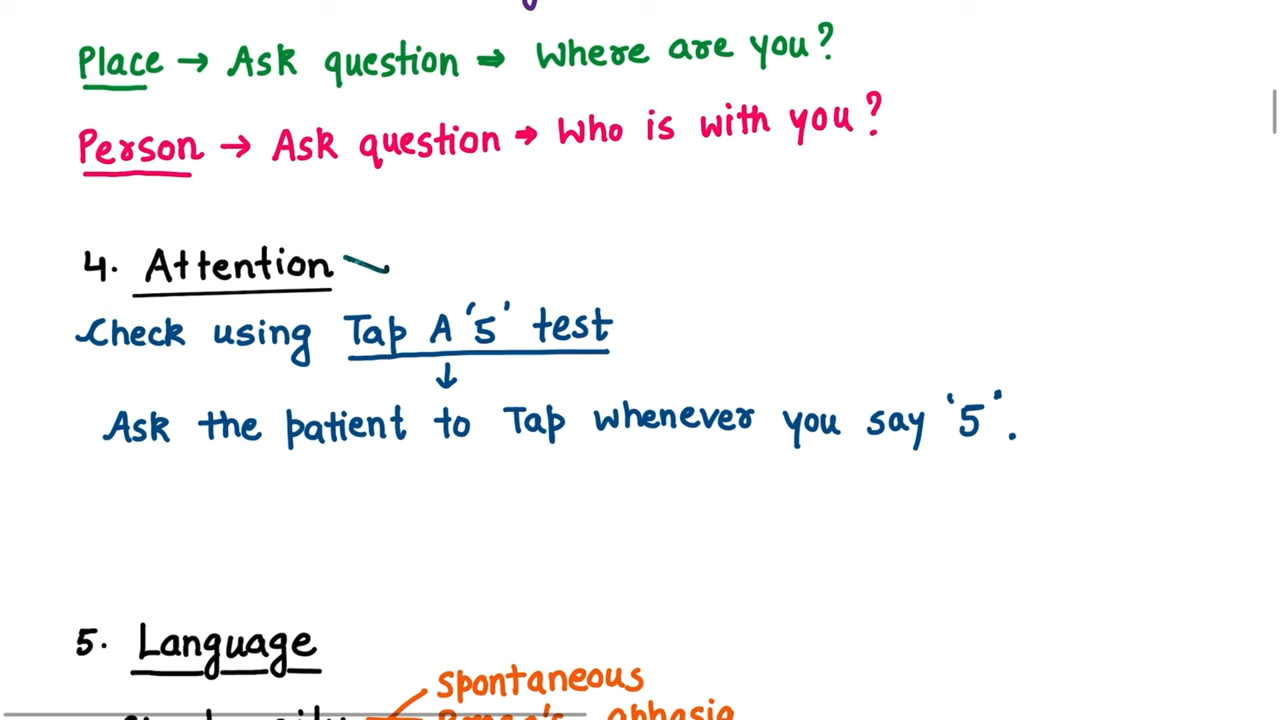 Place → Ask question ⇒ Where are you?
Person → Ask question → Who is with you?
4. Attention
Check using Tap A '5' test
↓
Ask the patient to Tap whenever you say '5'.
5. Language
Spontaneous
aphasia